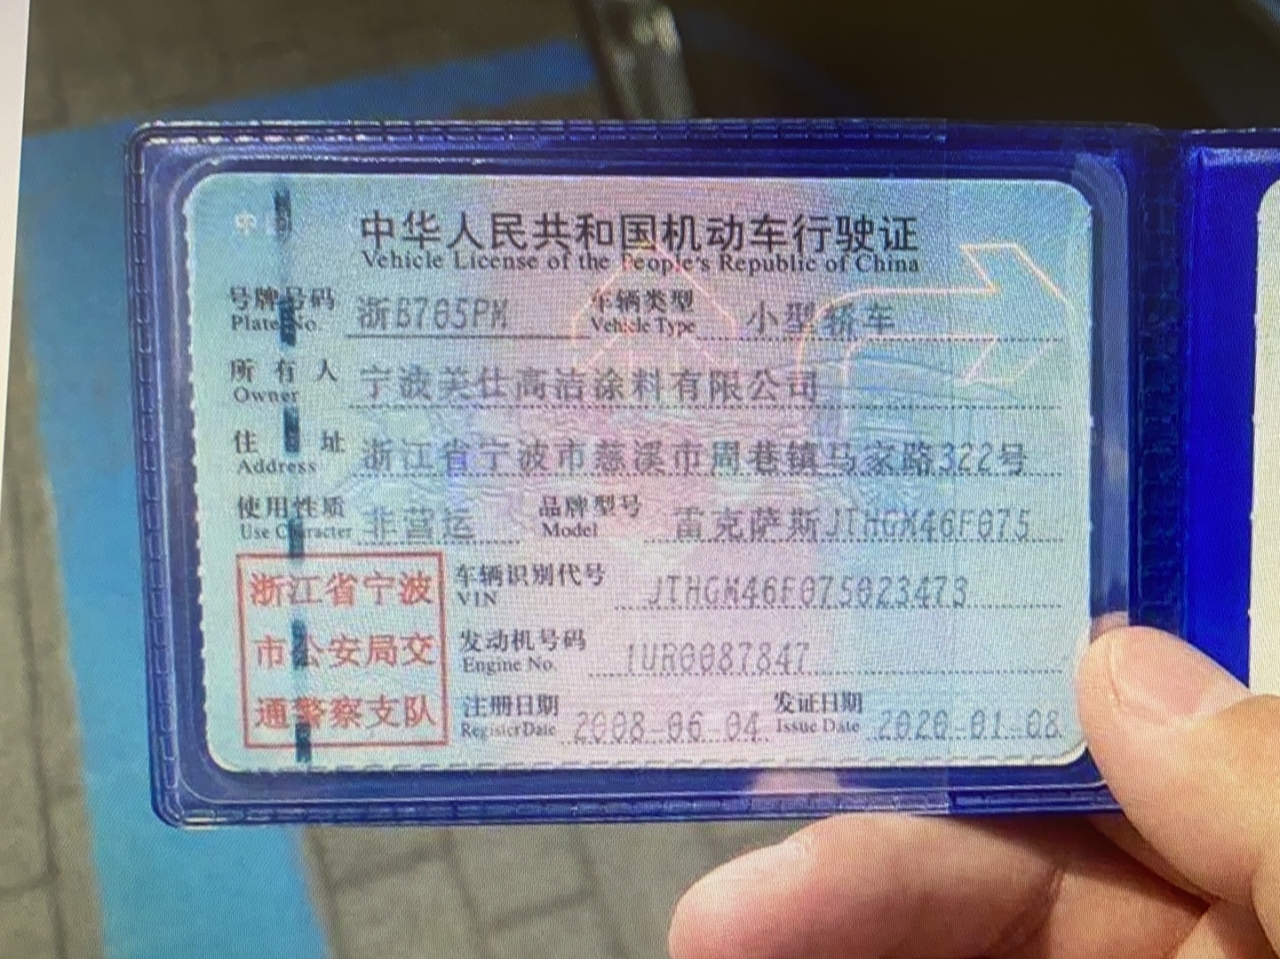 中华人民共和国机动车行驶证
Vehicle License of the People's Republic of China
号牌号码 浙B705PM 车辆类型 小型轿车
Plate No. Vehicle Type
所有人 宁波美仕高洁涂料有限公司
Owner
住址 浙江省宁波市慈溪市周巷镇马家路322号
Address
使用性质 非营运 品牌型号 雷克萨斯JTHGM46F075
Use Character Model
浙江省宁波
市公安局交
通警察支队
车辆识别代号 JTHGM46F075023473
VIN
发动机号码 1UR0087847
Engine No.
注册日期 2008-06-04 发证日期 2020-01-08
Register Date Issue Date